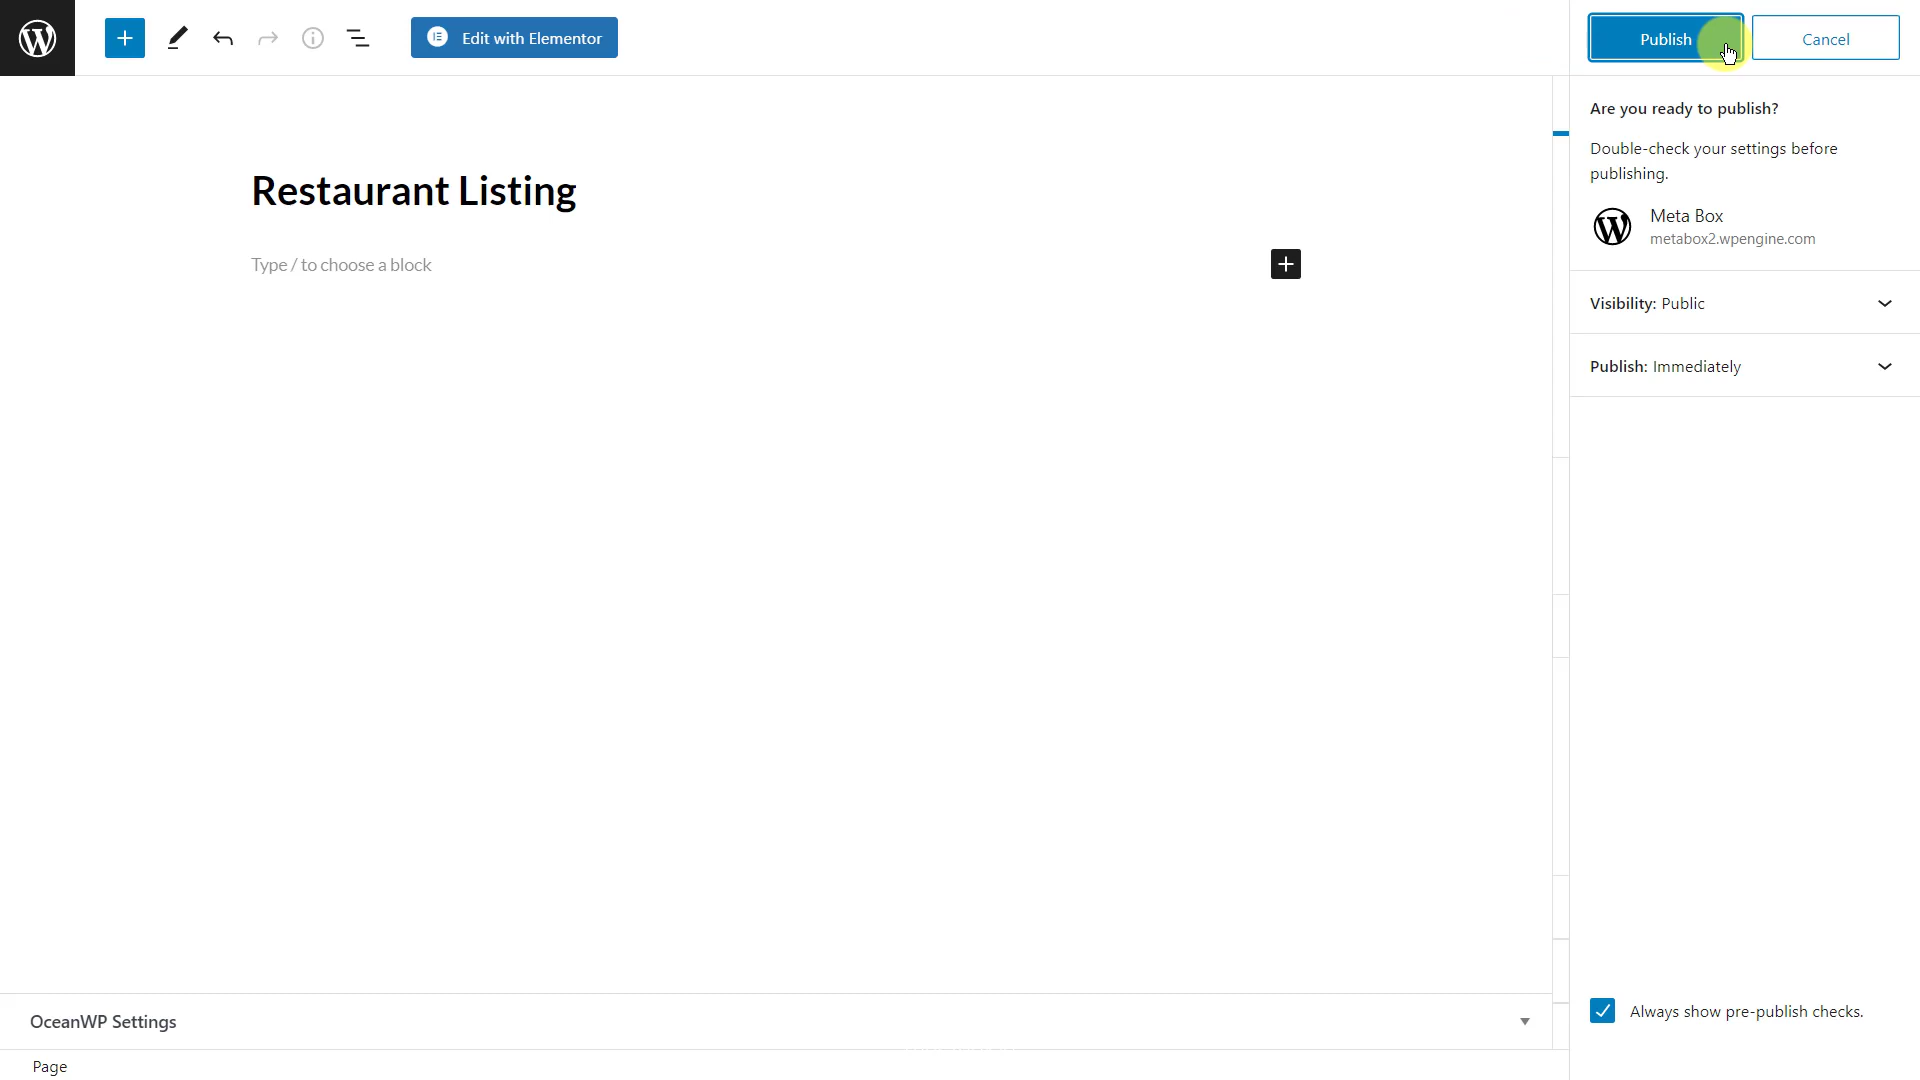 Edit with Elementor
Publish
Cancel
Are you ready to publish?
Double-check your settings before
publishing.
Meta Box
metabox2.wpengine.com
Visibility: Public
Publish: Immediately
Restaurant Listing
Type / to choose a block
Always show pre-publish checks.
OceanWP Settings
Page